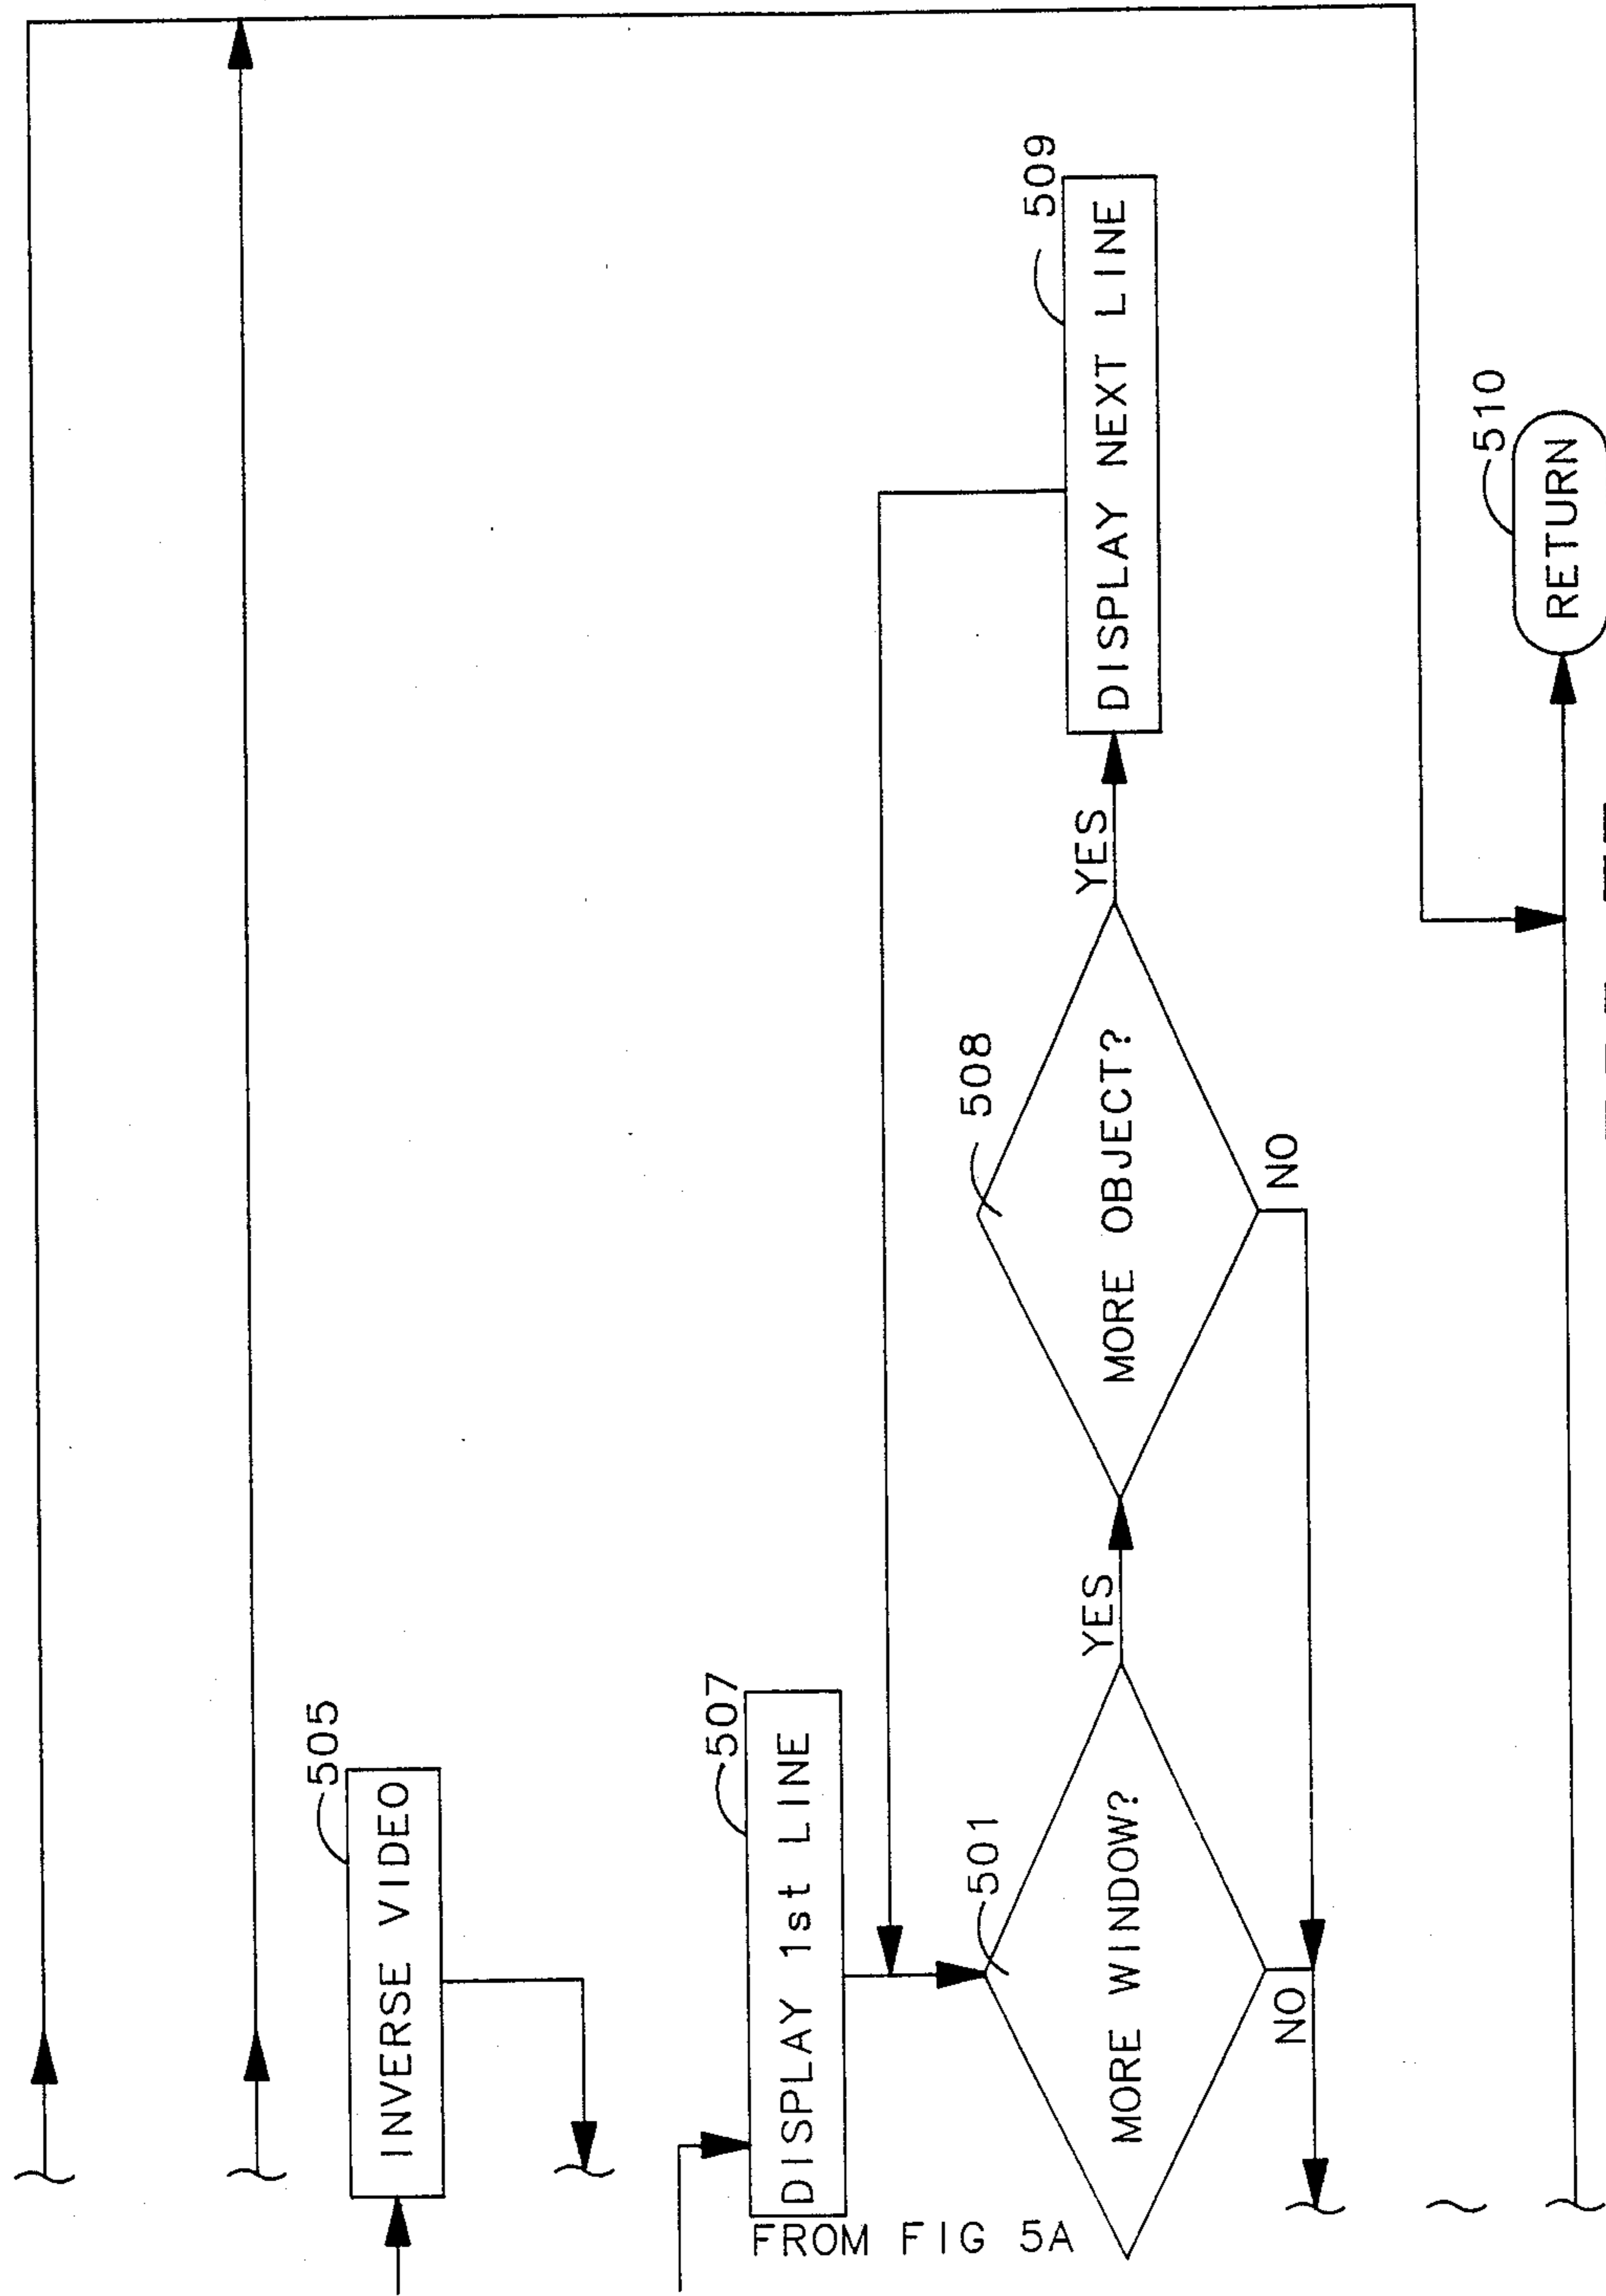 505
INVERSE VIDEO
507
DISPLAY 1st LINE
501
MORE WINDOW?
YES
NO
508
MORE OBJECT?
YES
NO
509
DISPLAY NEXT LINE
510
RETURN
FROM FIG 5A